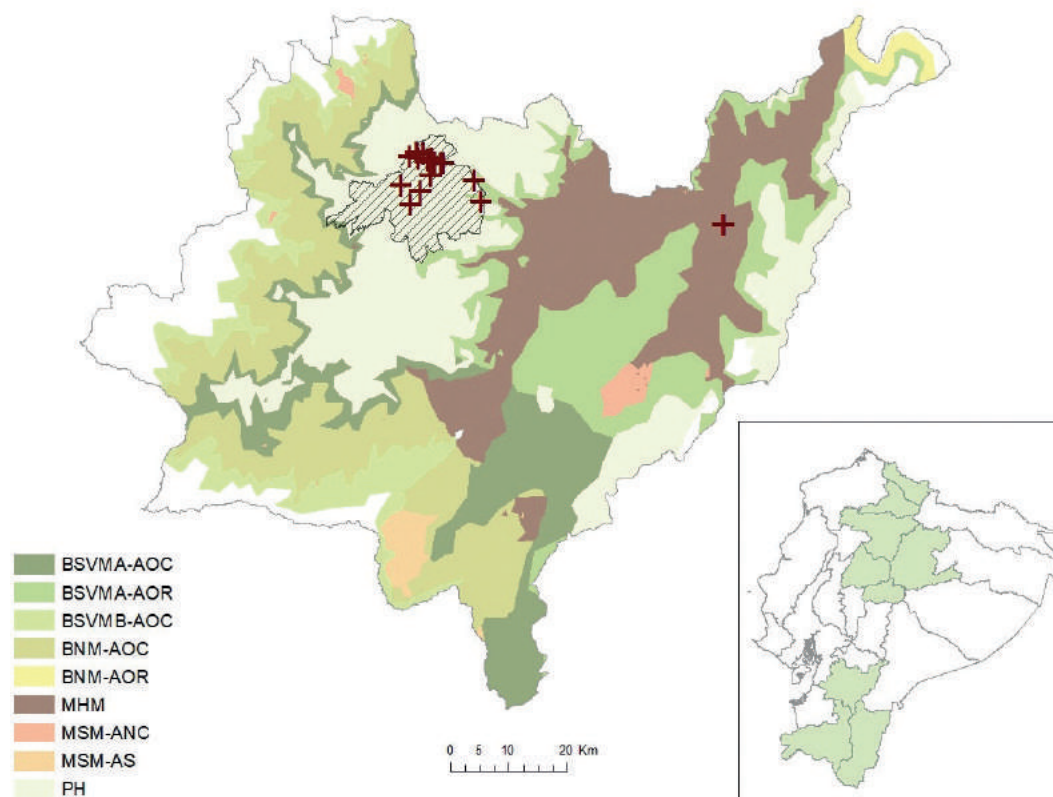 BSVMA-AOC
BSVMA-AOR
BSVMB-AOC
BNM-AOC
BNM-AOR
MHM
MSM-ANC
MSM-AS
PH
0 5 10 20 Km